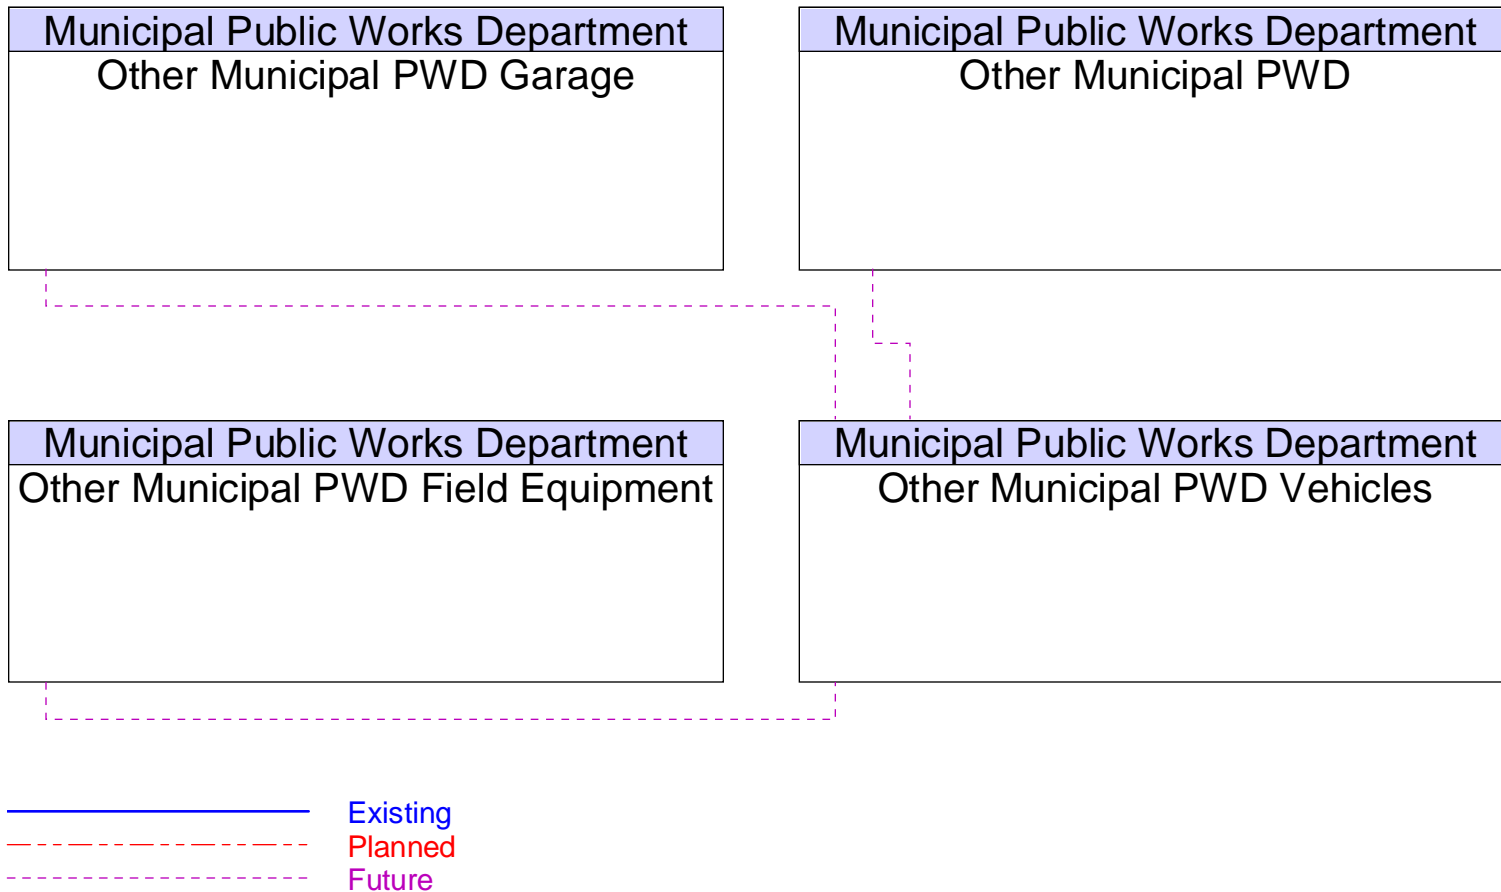 Municipal Public Works Department
Other Municipal PWD Garage
Municipal Public Works Department
Other Municipal PWD
Municipal Public Works Department
Other Municipal PWD Field Equipment
Municipal Public Works Department
Other Municipal PWD Vehicles
Existing
Planned
Future